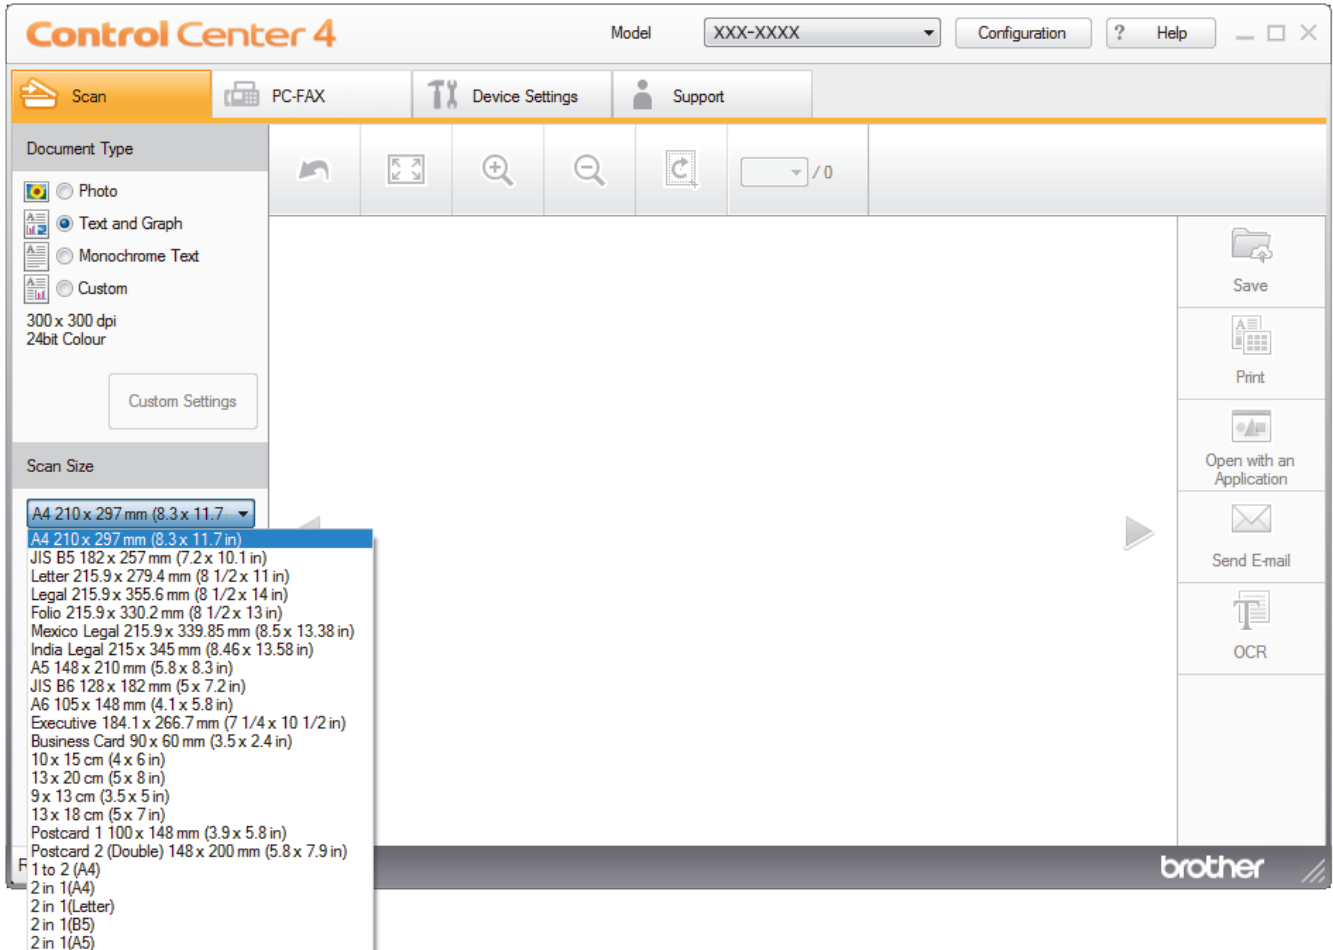 Control Center 4
Model
XXX-XXXX
Configuration
? Help
Scan
PC-FAX
Device Settings
Support
Document Type
Photo
Text and Graph
Monochrome Text
Custom
300 x 300 dpi
24bit Colour
Custom Settings
/ 0
Scan Size
A4 210 x 297 mm (8.3 x 11.7
A4 210 x 297 mm (8.3 x 11.7 in)
JIS B5 182 x 257 mm (7.2 x 10.1 in)
Letter 215.9 x 279.4 mm (8 1/2 x 11 in)
Legal 215.9 x 355.6 mm (8 1/2 x 14 in)
Folio 215.9 x 330.2 mm (8 1/2 x 13 in)
Mexico Legal 215.9 x 339.85 mm (8.5 x 13.38 in)
India Legal 215 x 345 mm (8.46 x 13.58 in)
A5 148 x 210 mm (5.8 x 8.3 in)
JIS B6 128 x 182 mm (5 x 7.2 in)
A6 105 x 148 mm (4.1 x 5.8 in)
Executive 184.1 x 266.7 mm (7 1/4 x 10 1/2 in)
Business Card 90 x 60 mm (3.5 x 2.4 in)
10 x 15 cm (4 x 6 in)
13 x 20 cm (5 x 8 in)
9 x 13 cm (3.5 x 5 in)
13 x 18 cm (5 x 7 in)
Postcard 1 100 x 148 mm (3.9 x 5.8 in)
Postcard 2 (Double) 148 x 200 mm (5.8 x 7.9 in)
1 to 2 (A4)
2 in 1(A4)
2 in 1(Letter)
2 in 1(B5)
2 in 1(A5)
Save
Print
Open with an
Application
Send E-mail
OCR
brother